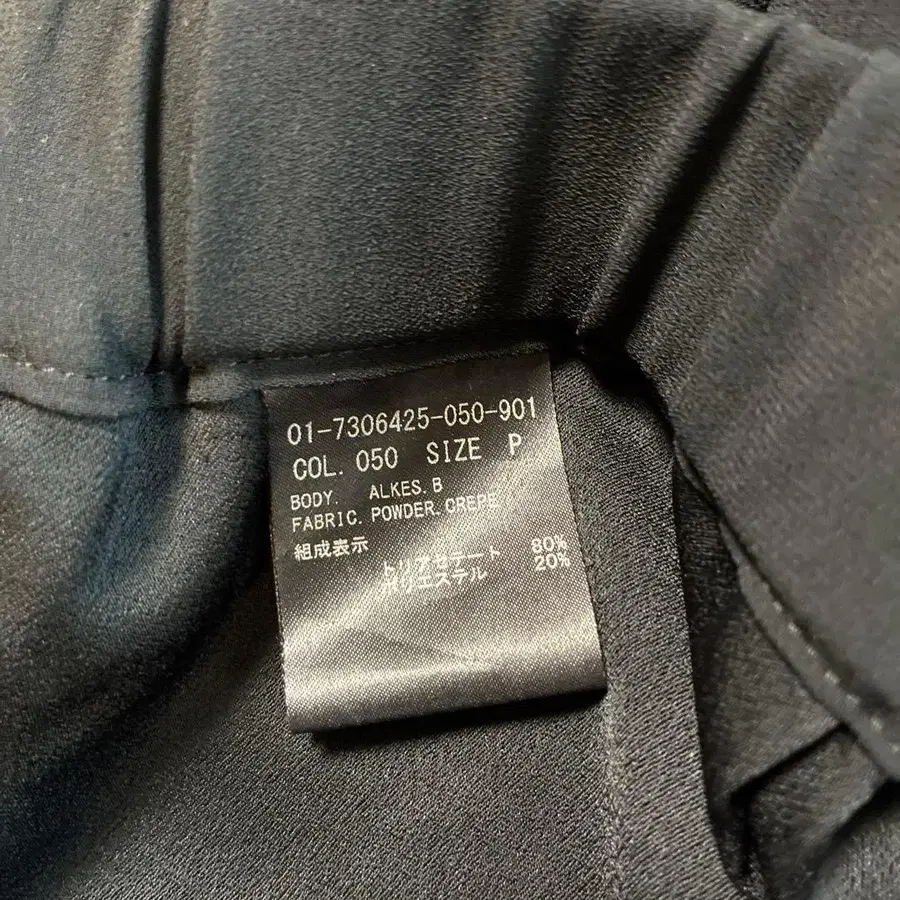 01-7306425-050-901
COL. 050 SIZE P
BODY. ALKES.B
FABRIC. POWDER.CREPE
組成表示
トリアセテート 80%
ポリエステル 20%